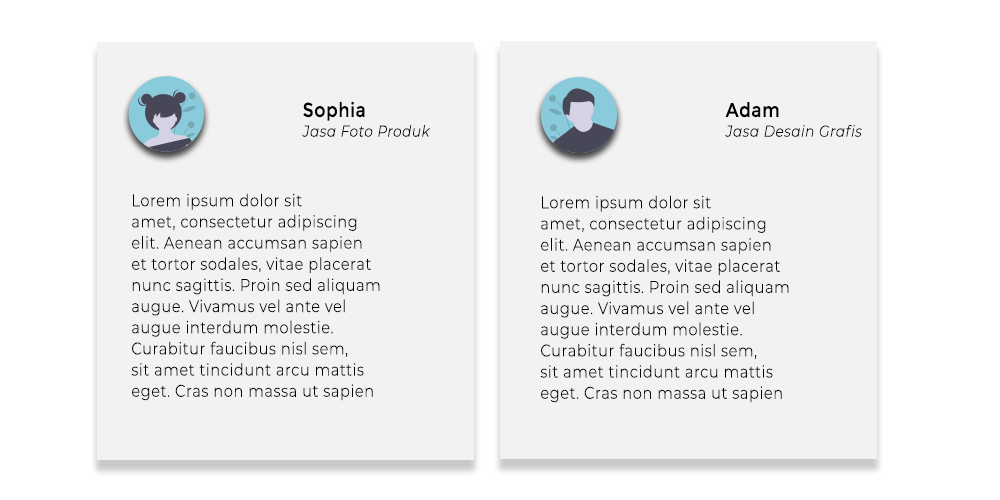 Sophia
Jasa Foto Produk
Lorem ipsum dolor sit
amet, consectetur adipiscing
elit. Aenean accumsan sapien
et tortor sodales, vitae placerat
nunc sagittis. Proin sed aliquam
augue. Vivamus vel ante vel
augue interdum molestie.
Curabitur faucibus nisl sem,
sit amet tincidunt arcu mattis
eget. Cras non massa ut sapien
Adam
Jasa Desain Grafis
Lorem ipsum dolor sit
amet, consectetur adipiscing
elit. Aenean accumsan sapien
et tortor sodales, vitae placerat
nunc sagittis. Proin sed aliquam
augue. Vivamus vel ante vel
augue interdum molestie.
Curabitur faucibus nisl sem,
sit amet tincidunt arcu mattis
eget. Cras non massa ut sapien